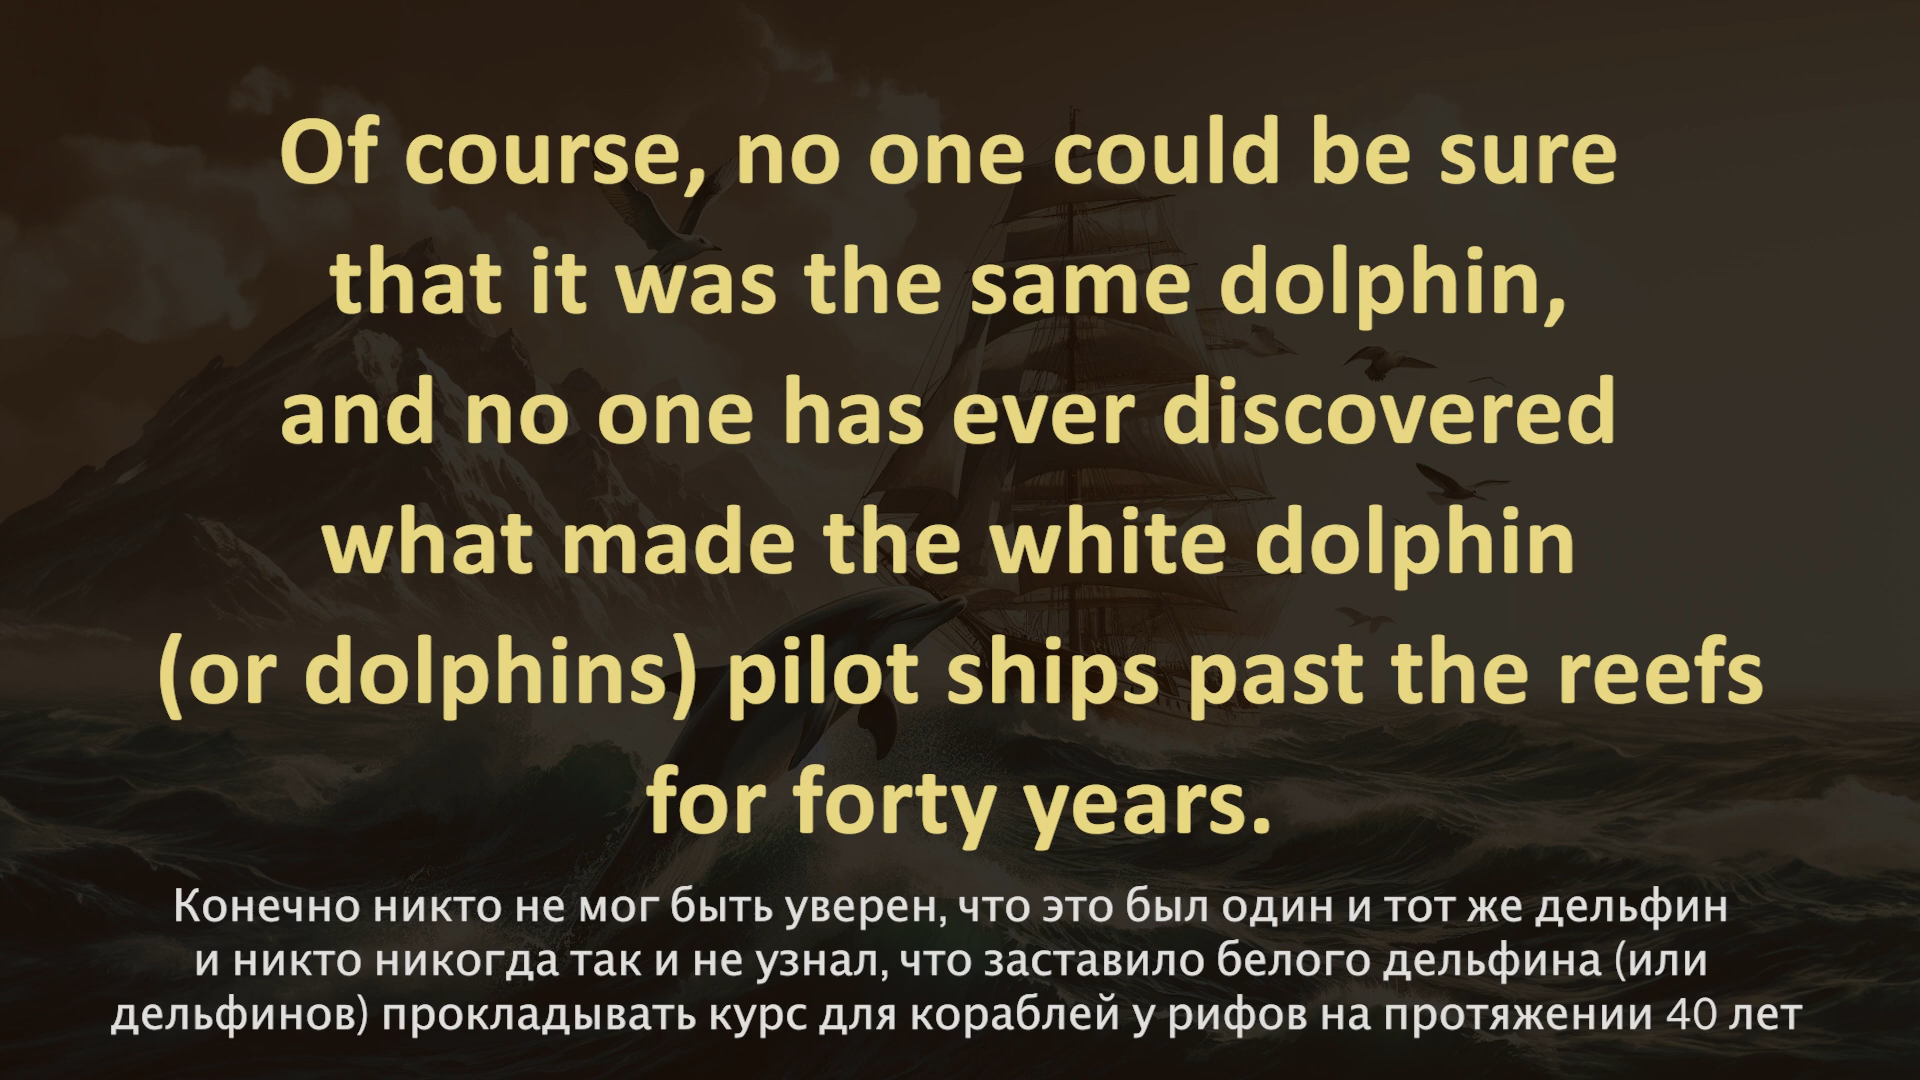 Of course, no one could be sure
that it was the same dolphin,
and no one has ever discovered
what made the white dolphin
(or dolphins) pilot ships past the reefs
for forty years.
Конечно никто не мог быть уверен, что это был один и тот же дельфин
и никто никогда так и не узнал, что заставило белого дельфина (или
дельфинов) прокладывать курс для кораблей у рифов на протяжении 40 лет